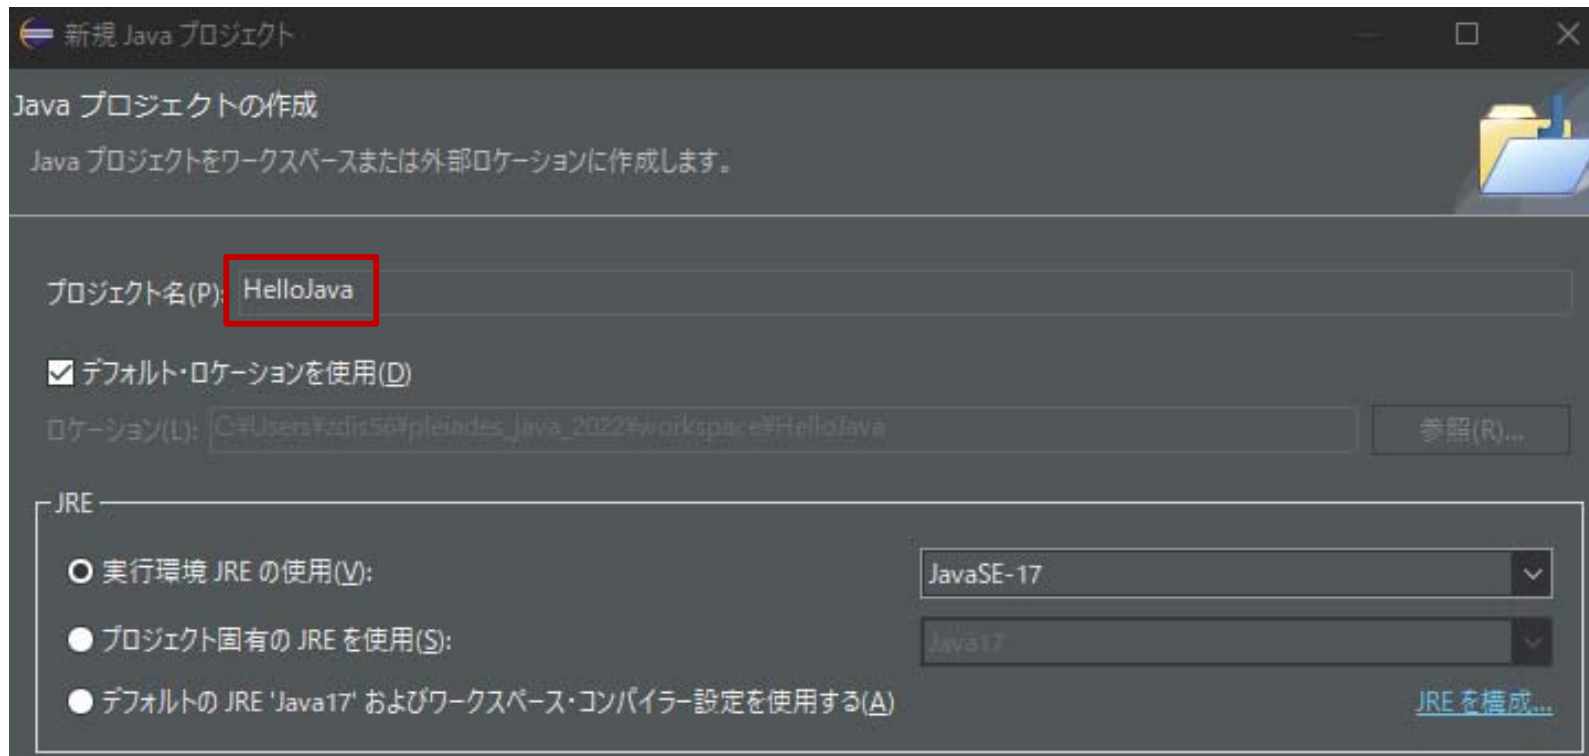 新規 Java プロジェクト
Java プロジェクトの作成
Java プロジェクトをワークスペースまたは外部ロケーションに作成します。
プロジェクト名(P): HelloJava
デフォルト・ロケーションを使用(D)
ロケーション(L): C:¥Users¥zdis56¥pleiades_Java_2022¥workspace¥HelloJava 参照(R)...
JRE
実行環境 JRE の使用(V): JavaSE-17
プロジェクト固有の JRE を使用(S): Java17
デフォルトの JRE 'Java17' およびワークスペース・コンパイラー設定を使用する(A) JRE を構成...